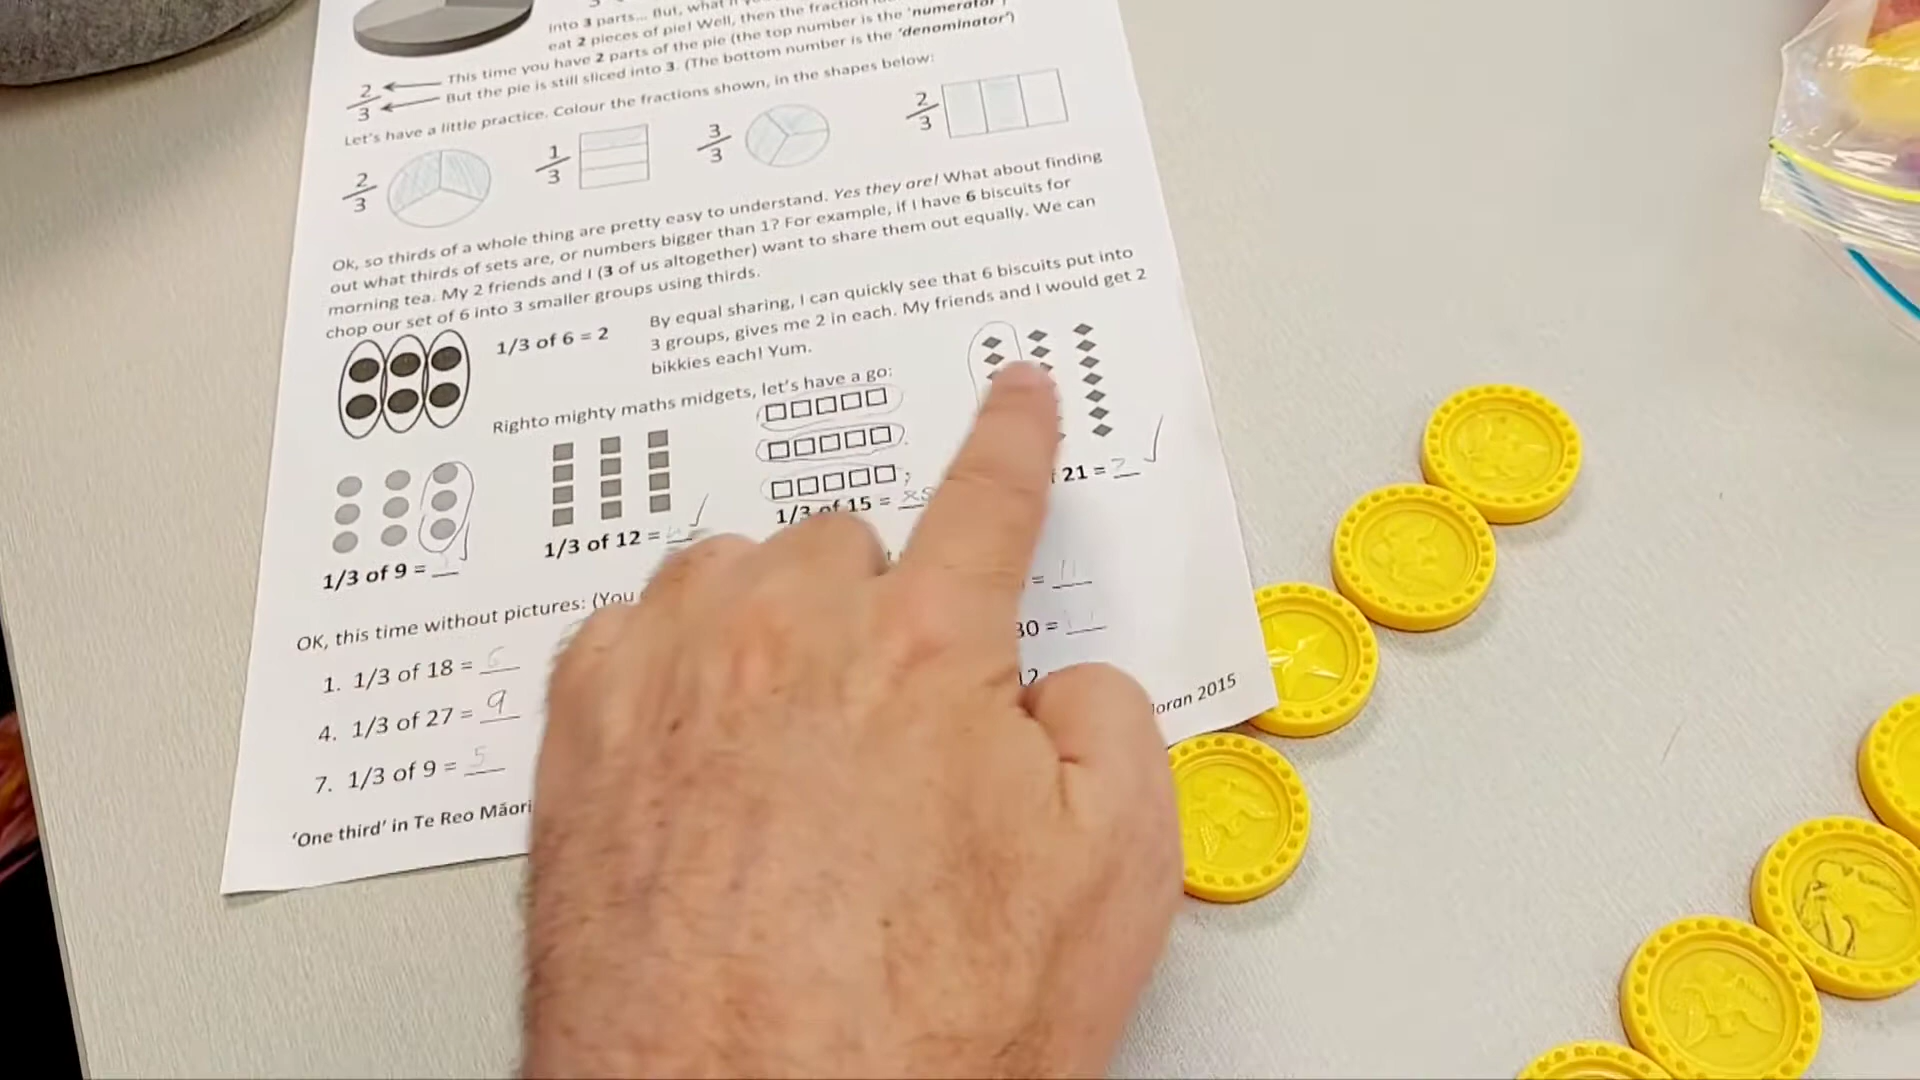 into 3 parts... But, what if
eat 2 pieces of pie! Well, then the fraction
This time you have 2 parts of the pie (the top number is the 'numerator')
2
3
But the pie is still sliced into 3. (The bottom number is the 'denominator')
Let's have a little practice. Colour the fractions shown, in the shapes below:
2
3
1
3
3
3
2
3
Ok, so thirds of a whole thing are pretty easy to understand. Yes they are! What about finding
out what thirds of sets are, or numbers bigger than 1? For example, if I have 6 biscuits for
morning tea. My 2 friends and I (3 of us altogether) want to share them out equally. We can
chop our set of 6 into 3 smaller groups using thirds.
1/3 of 6 = 2
By equal sharing, I can quickly see that 6 biscuits put into
3 groups, gives me 2 in each. My friends and I would get 2
bikkies each! Yum.
Righto mighty maths midgets, let's have a go:
1/3 of 9 = __
1/3 of 12 = __
1/3 of 15 = 5
21 = 7
OK, this time without pictures: (You
1. 1/3 of 18 = 6
4. 1/3 of 27 = 9
7. 1/3 of 9 = 5
= 11
30 = 11
12
'One third' in Te Reo Māori
oran 2015